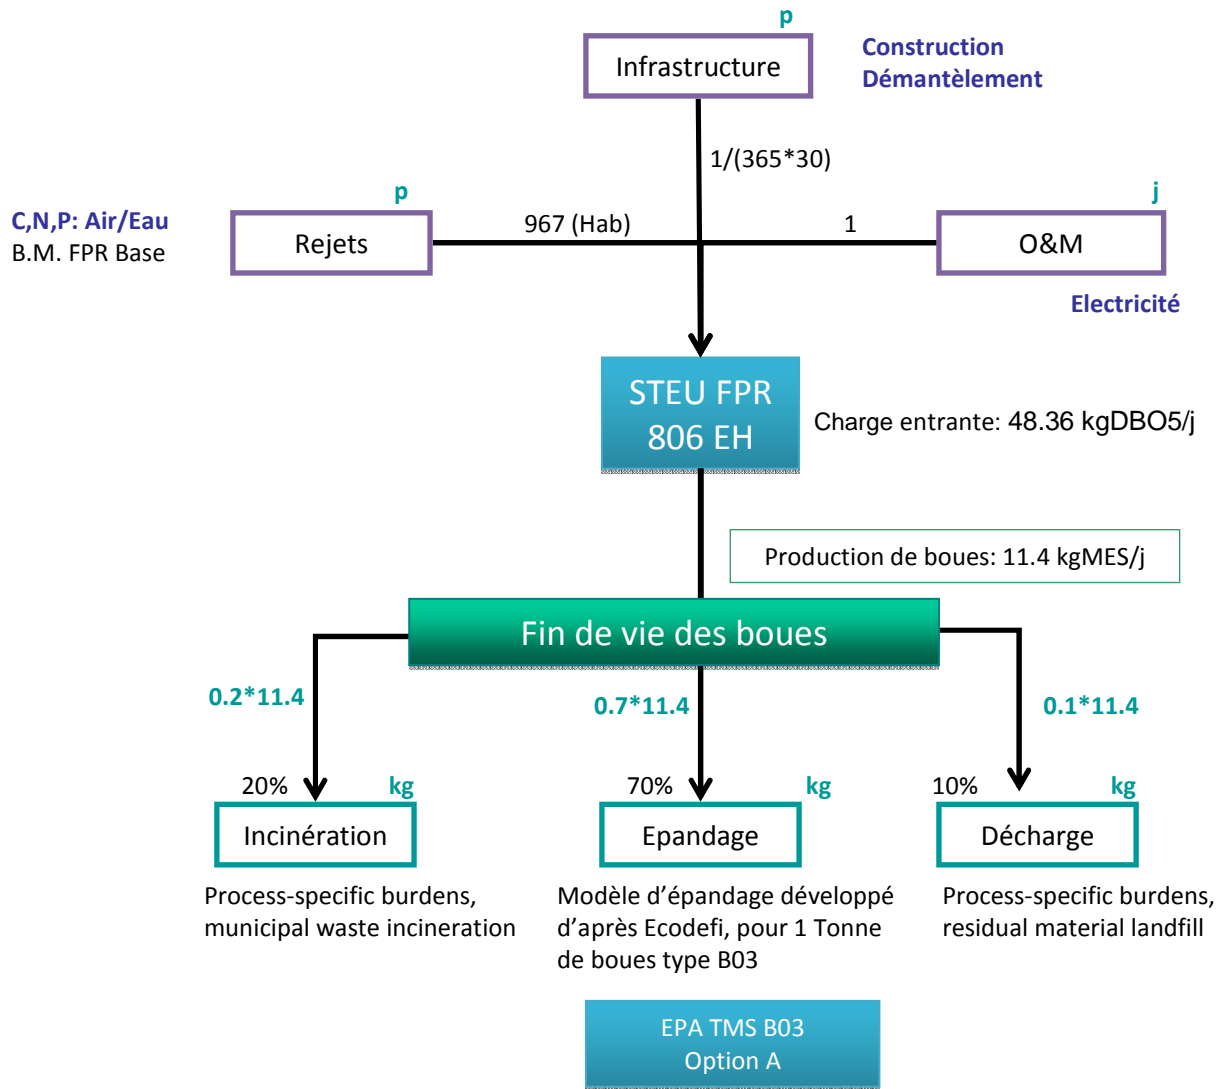 p
Infrastructure
Construction
Démantèlement
1/(365*30)
C,N,P: Air/Eau
B.M. FPR Base
p
Rejets
967 (Hab)
1
j
O&M
Electricité
STEU FPR
806 EH
Charge entrante: 48.36 kgDBO5/j
Production de boues: 11.4 kgMES/j
Fin de vie des boues
0.2*11.4
0.7*11.4
0.1*11.4
20%
kg
70%
kg
10%
kg
Incinération
Epandage
Décharge
Process-specific burdens,
municipal waste incineration
Modèle d’épandage développé
d’après Ecodefi, pour 1 Tonne
de boues type B03
Process-specific burdens,
residual material landfill
EPA TMS B03
Option A